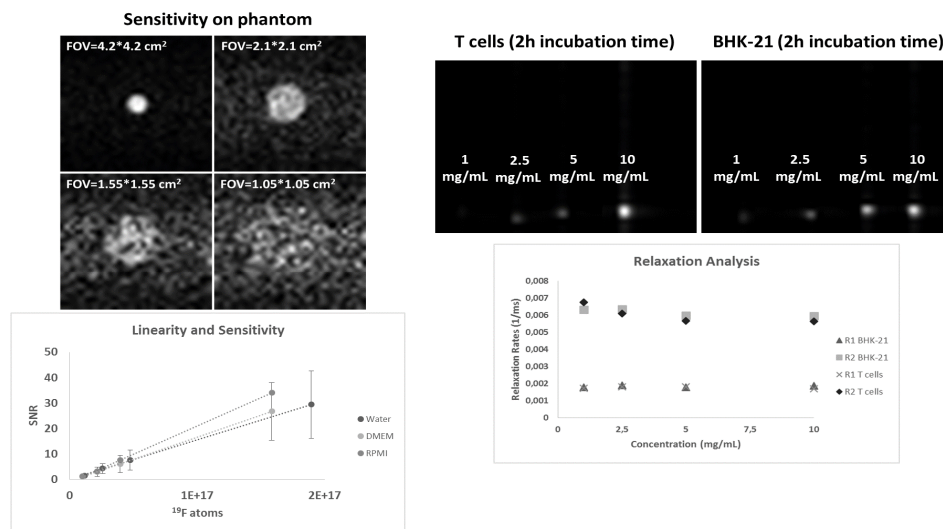 Sensitivity on phantom
FOV=4.2*4.2 cm²
FOV=2.1*2.1 cm²
FOV=1.55*1.55 cm²
FOV=1.05*1.05 cm²
Linearity and Sensitivity
50
40
30
20
10
0
SNR
0
1E+17
2E+17
¹⁹F atoms
Water
DMEM
RPMI
T cells (2h incubation time)
1
mg/mL
2.5
mg/mL
5
mg/mL
10
mg/mL
BHK-21 (2h incubation time)
1
mg/mL
2.5
mg/mL
5
mg/mL
10
mg/mL
Relaxation Analysis
0,008
0,007
0,006
0,005
0,004
0,003
0,002
0,001
0
Relaxation Rates (1/ms)
0
2,5
5
10
Concentration (mg/mL)
R1 BHK-21
R2 BHK-21
R1 T cells
R2 T cells